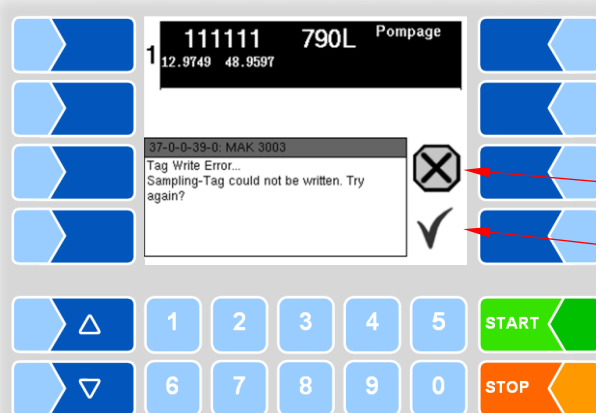 111111 790L Pompage
1
12.9749 48.9597
37-0-0-39-0: MAK 3003
Tag Write Error...
Sampling-Tag could not be written. Try
again?
1 2 3 4 5 START
6 7 8 9 0 STOP